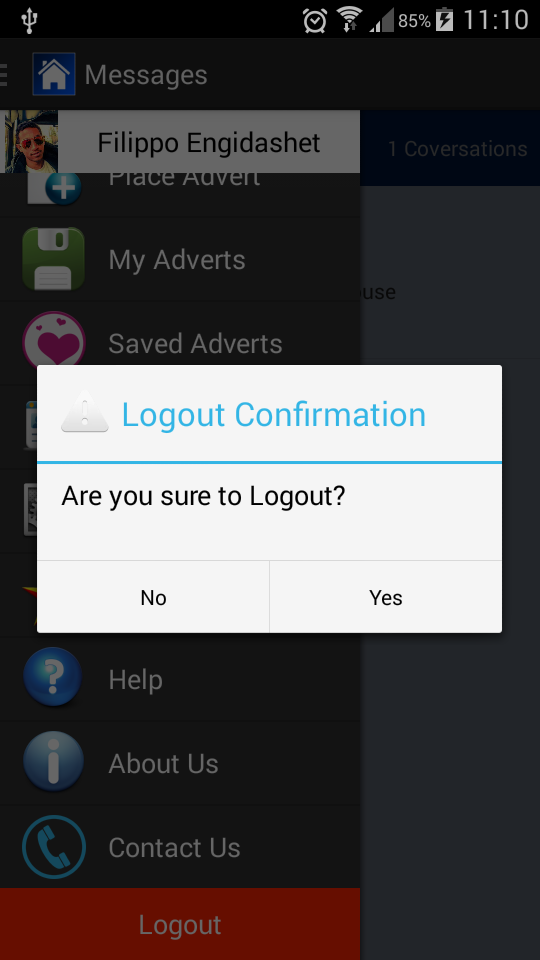 85% 11:10
Messages
Filippo Engidashet
1 Coversations
Place Advert
My Adverts
use
Saved Adverts
Logout Confirmation
Are you sure to Logout?
No Yes
Help
About Us
Contact Us
Logout